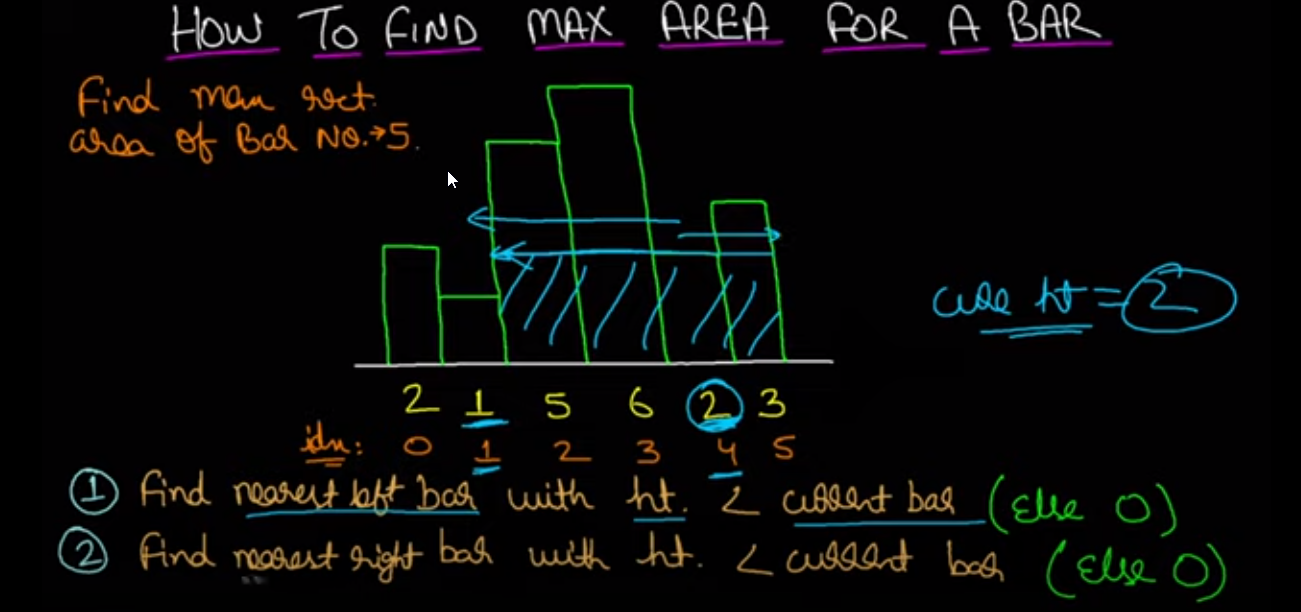 HOW TO FIND MAX AREA FOR A BAR
Find max rect.
area of Bar No.→5.
curr ht = 2
2 1 5 6 2 3
idx: 0 1 2 3 4 5
① Find nearest left bar with ht. < current bar (else 0)
② Find nearest right bar with ht. < current bar (else 0)